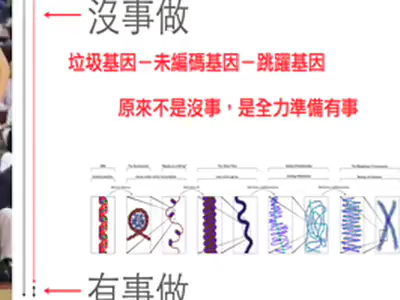 沒事做
垃圾基因－未編碼基因－跳躍基因
原來不是沒事，是全力準備有事
有事做